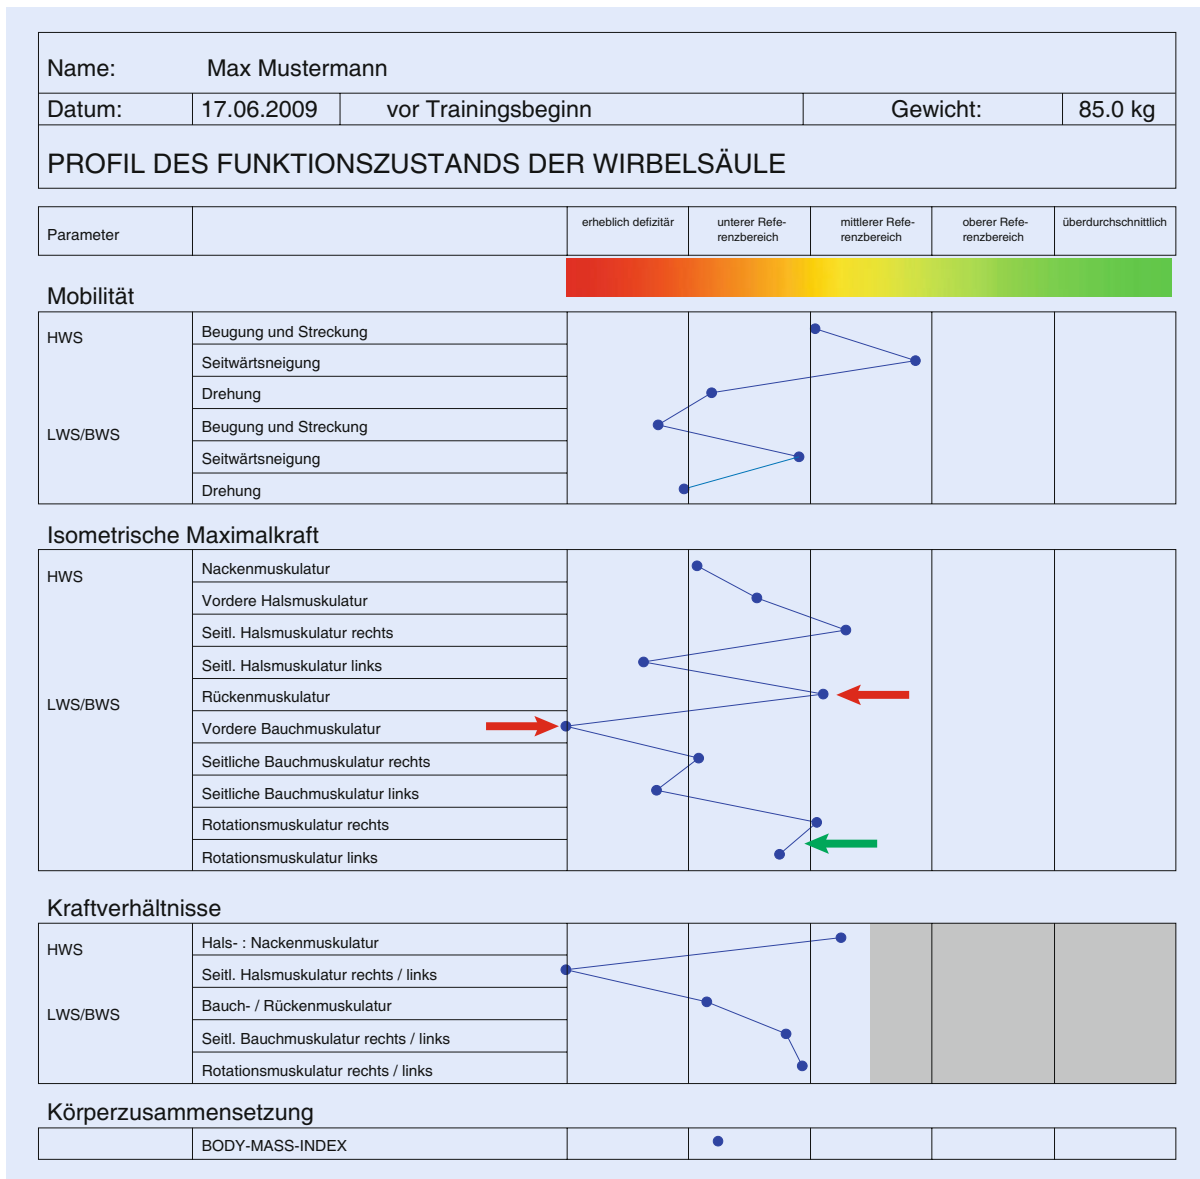 Name: Max Mustermann
Datum: 17.06.2009 vor Trainingsbeginn Gewicht: 85.0 kg
PROFIL DES FUNKTIONSZUSTANDS DER WIRBELSÄULE
Parameter
erheblich defizitär
unterer Refe-
renzbereich
mittlerer Refe-
renzbereich
oberer Refe-
renzbereich
überdurchschnittlich
Mobilität
HWS
Beugung und Streckung
Seitwärtsneigung
Drehung
LWS/BWS
Beugung und Streckung
Seitwärtsneigung
Drehung
Isometrische Maximalkraft
HWS
Nackenmuskulatur
Vordere Halsmuskulatur
Seitl. Halsmuskulatur rechts
Seitl. Halsmuskulatur links
LWS/BWS
Rückenmuskulatur
Vordere Bauchmuskulatur
Seitliche Bauchmuskulatur rechts
Seitliche Bauchmuskulatur links
Rotationsmuskulatur rechts
Rotationsmuskulatur links
Kraftverhältnisse
HWS
Hals- : Nackenmuskulatur
Seitl. Halsmuskulatur rechts / links
LWS/BWS
Bauch- / Rückenmuskulatur
Seitl. Bauchmuskulatur rechts / links
Rotationsmuskulatur rechts / links
Körperzusammensetzung
BODY-MASS-INDEX